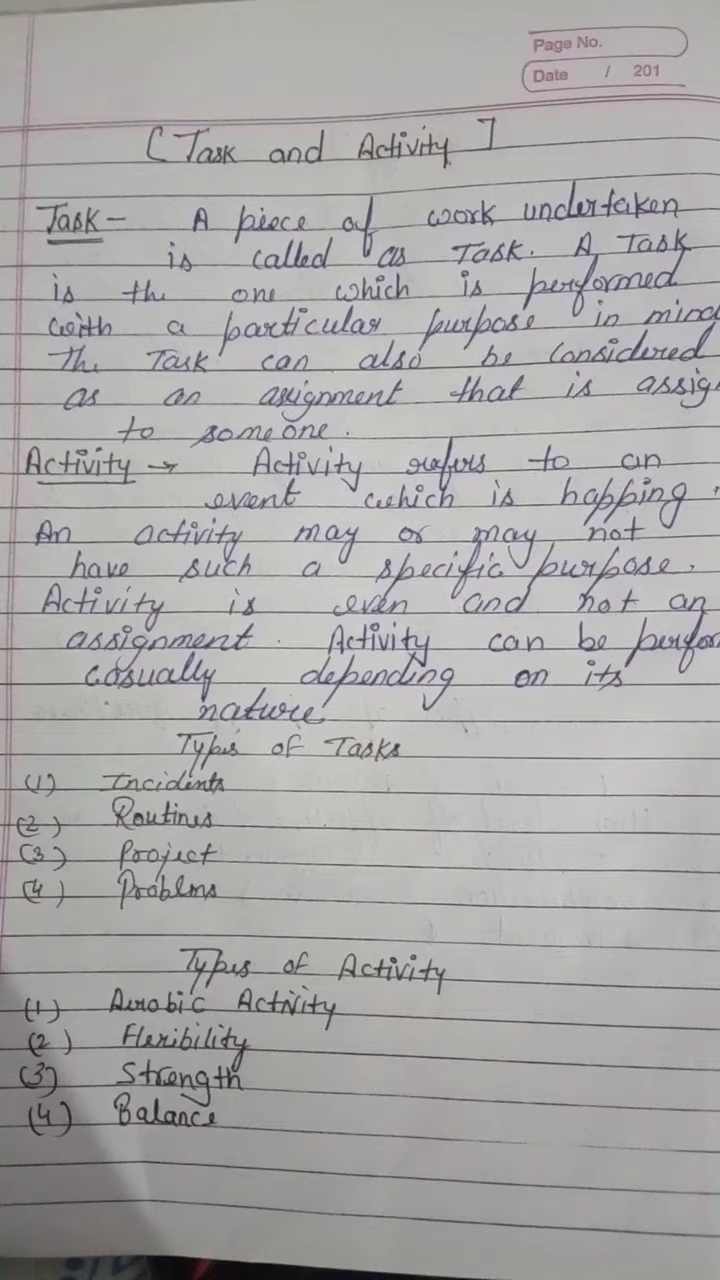 Page No.
Date / 201
[Task and Activity]
Task - A piece of work undertaken
is called as Task. A Task
is the one which is performed
with a particular purpose in mind
The Task can also be considered
as an asignment that is assig
to someone.
Activity → Activity refers to an
event which is happing.
An activity may or may not
have such a specific purpose.
Activity is even and not an
assignment. Activity can be perfor
casually depending on its
nature
Types of Tasks
(1) Incidents
(2) Routines
(3) Project
(4) Problms
Types of Activity
(1) Aerobic Activity
(2) Flexibility
(3) Strength
(4) Balance